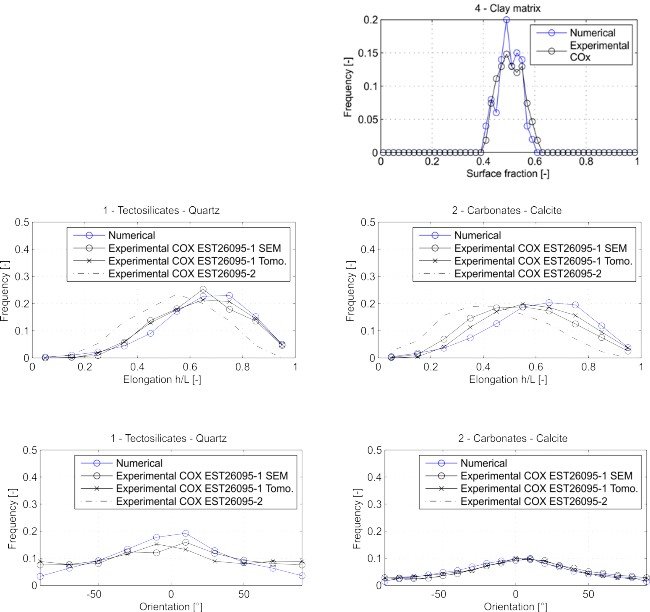 4 - Clay matrix
Numerical
Experimental
COx
Frequency [-]
0.2
0.15
0.1
0.05
0
0 0.2 0.4 0.6 0.8 1
Surface fraction [-]
1 - Tectosilicates - Quartz
Numerical
Experimental COX EST26095-1 SEM
Experimental COX EST26095-1 Tomo.
Experimental COX EST26095-2
Frequency [-]
0.5
0.4
0.3
0.2
0.1
0
0 0.2 0.4 0.6 0.8 1
Elongation h/L [-]
2 - Carbonates - Calcite
Numerical
Experimental COX EST26095-1 SEM
Experimental COX EST26095-1 Tomo.
Experimental COX EST26095-2
Frequency [-]
0.5
0.4
0.3
0.2
0.1
0
0 0.2 0.4 0.6 0.8 1
Elongation h/L [-]
1 - Tectosilicates - Quartz
Numerical
Experimental COX EST26095-1 SEM
Experimental COX EST26095-1 Tomo.
Experimental COX EST26095-2
Frequency [-]
0.5
0.4
0.3
0.2
0.1
0
-50 0 50
Orientation [°]
2 - Carbonates - Calcite
Numerical
Experimental COX EST26095-1 SEM
Experimental COX EST26095-1 Tomo.
Experimental COX EST26095-2
Frequency [-]
0.5
0.4
0.3
0.2
0.1
0
-50 0 50
Orientation [°]